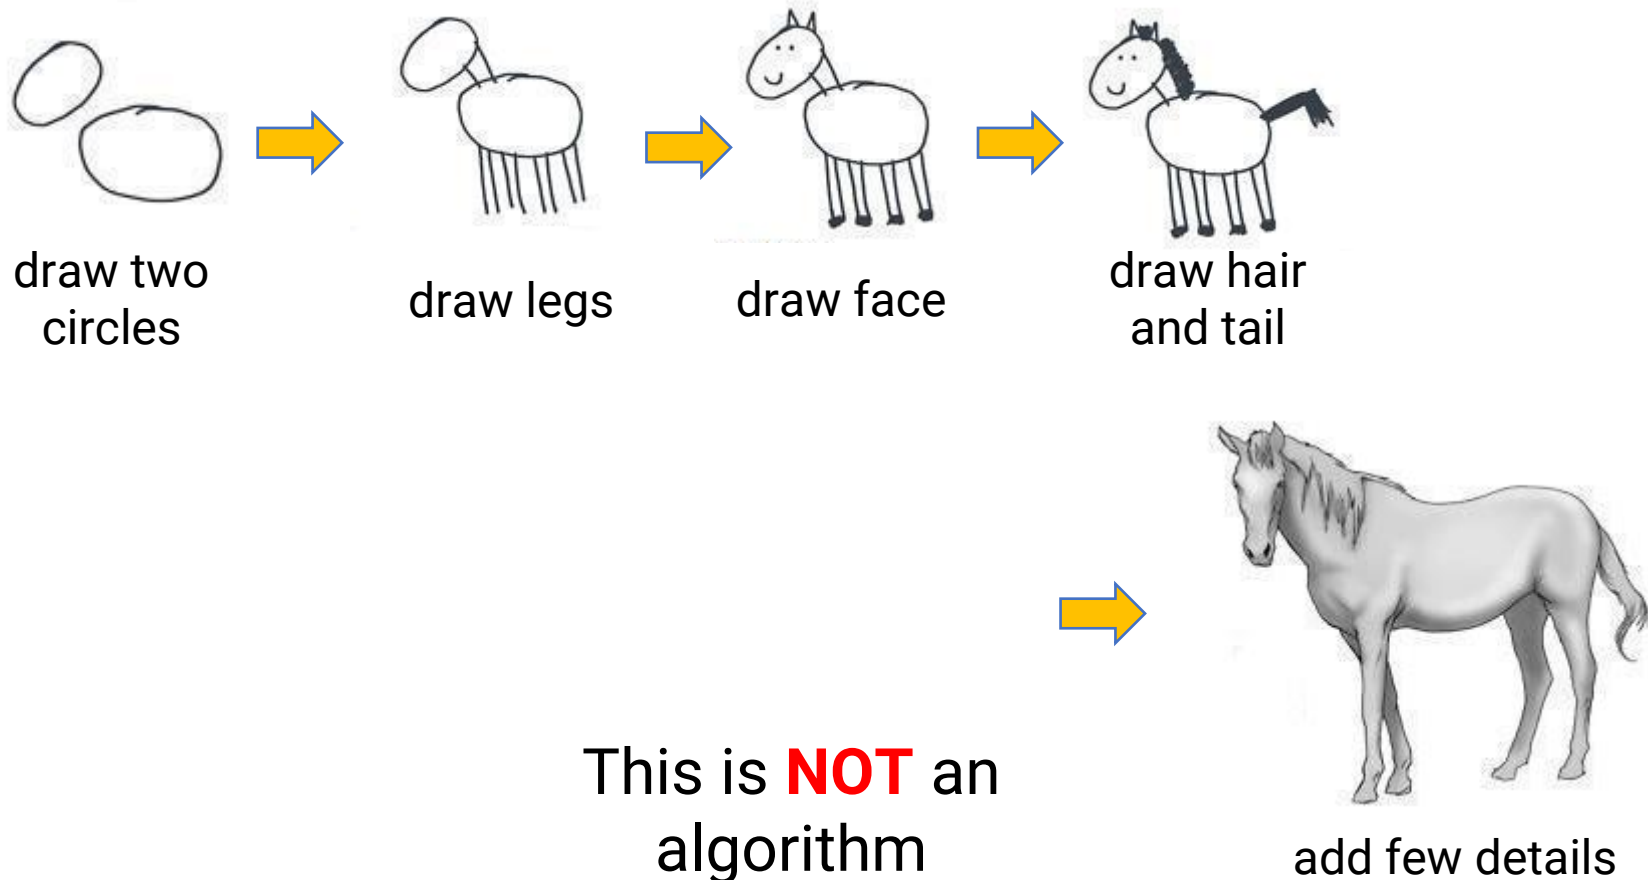 draw two
circles
draw legs
draw face
draw hair
and tail
This is NOT an
algorithm
add few details